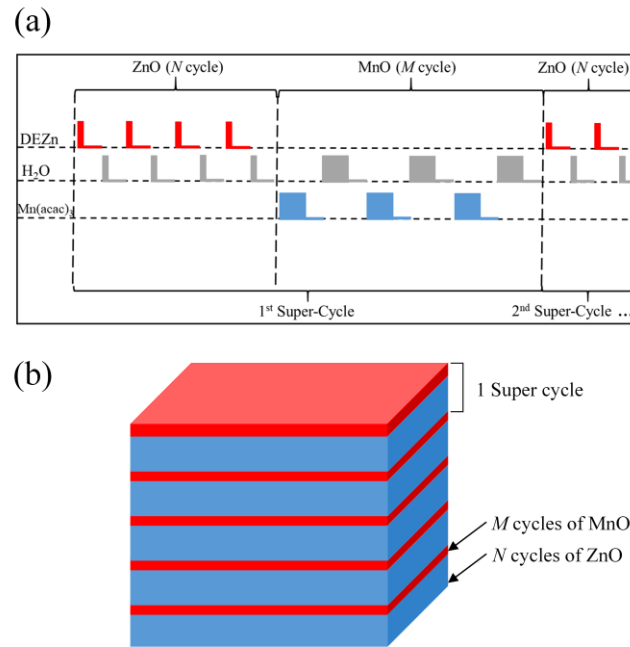 (a)
ZnO (N cycle) MnO (M cycle) ZnO (N cycle)
DEZn
H₂O
Mn(acac)₃
1st Super-Cycle 2nd Super-Cycle ...
(b)
1 Super cycle
M cycles of MnO
N cycles of ZnO